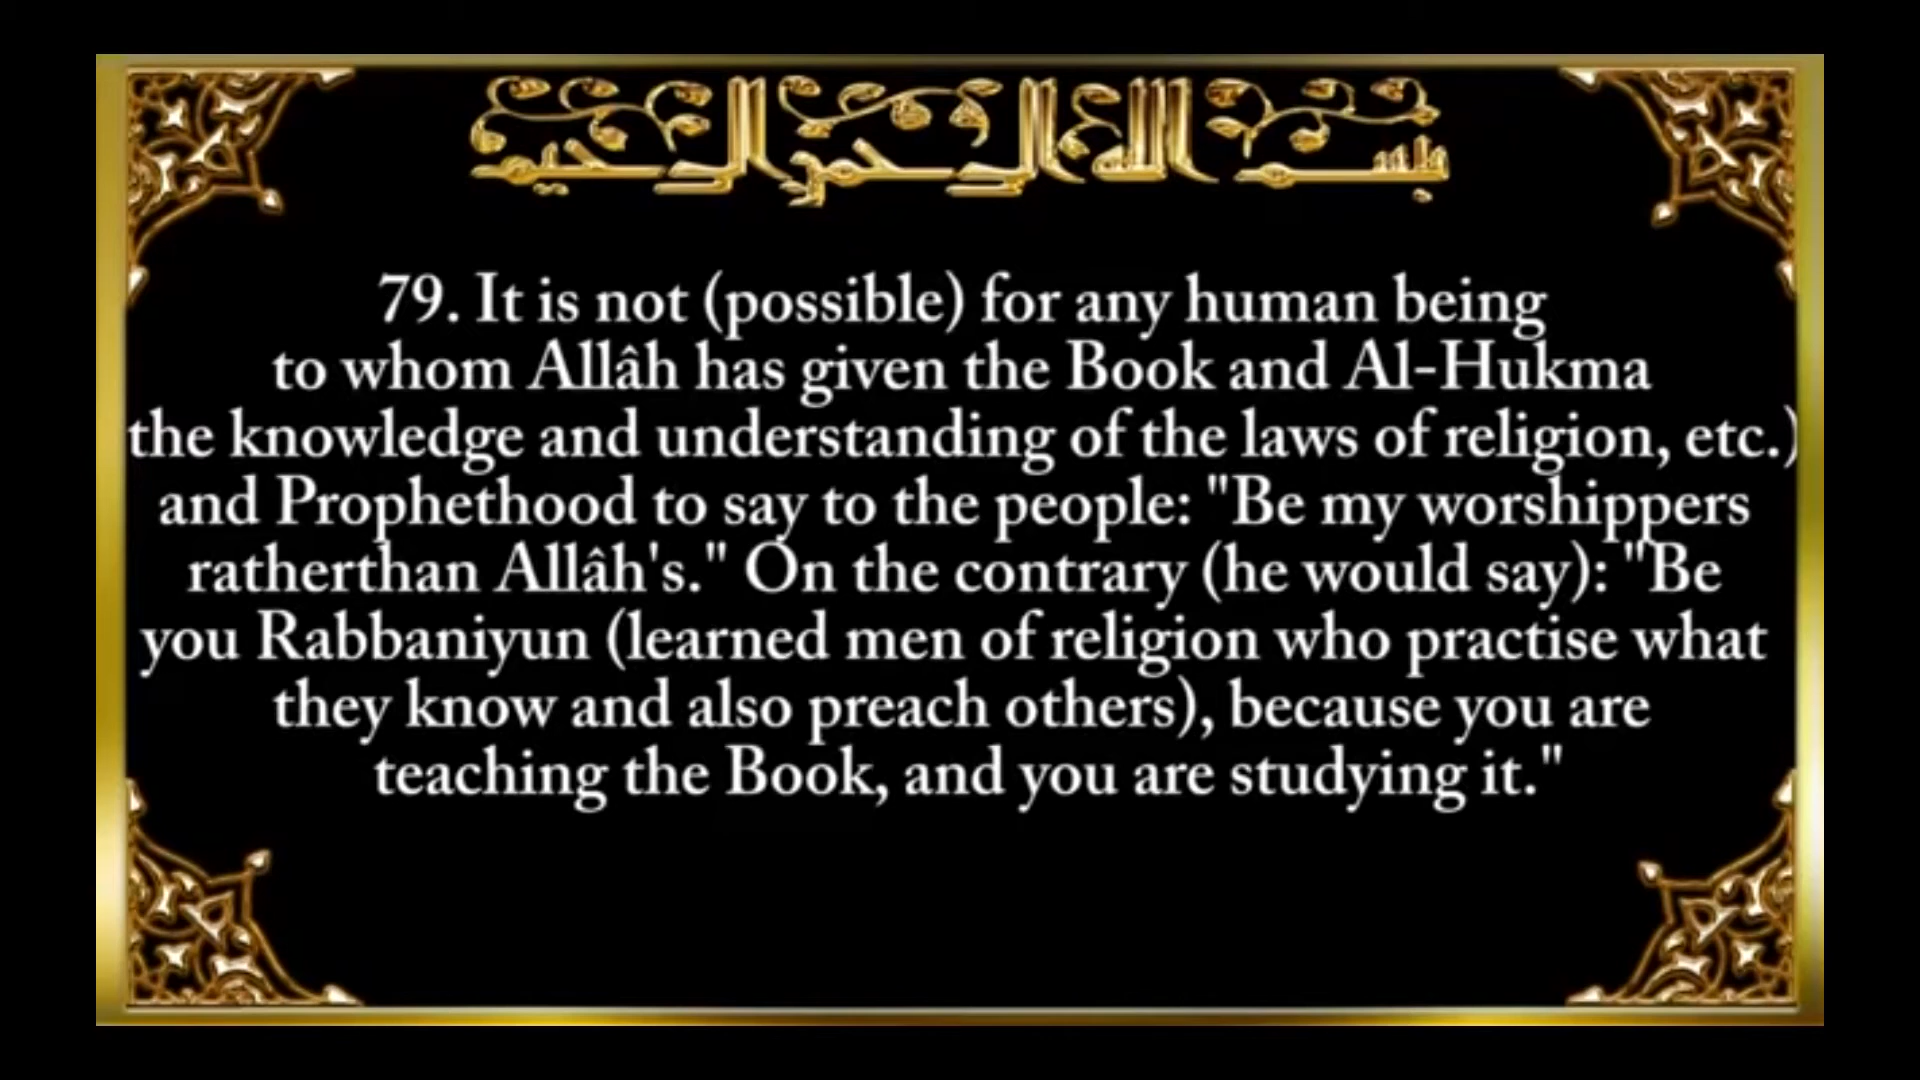 بسم الله الرحمن الرحيم
79. It is not (possible) for any human being
to whom Allâh has given the Book and Al-Hukma
the knowledge and understanding of the laws of religion, etc.)
and Prophethood to say to the people: "Be my worshippers
ratherthan Allâh's." On the contrary (he would say): "Be
you Rabbaniyun (learned men of religion who practise what
they know and also preach others), because you are
teaching the Book, and you are studying it."